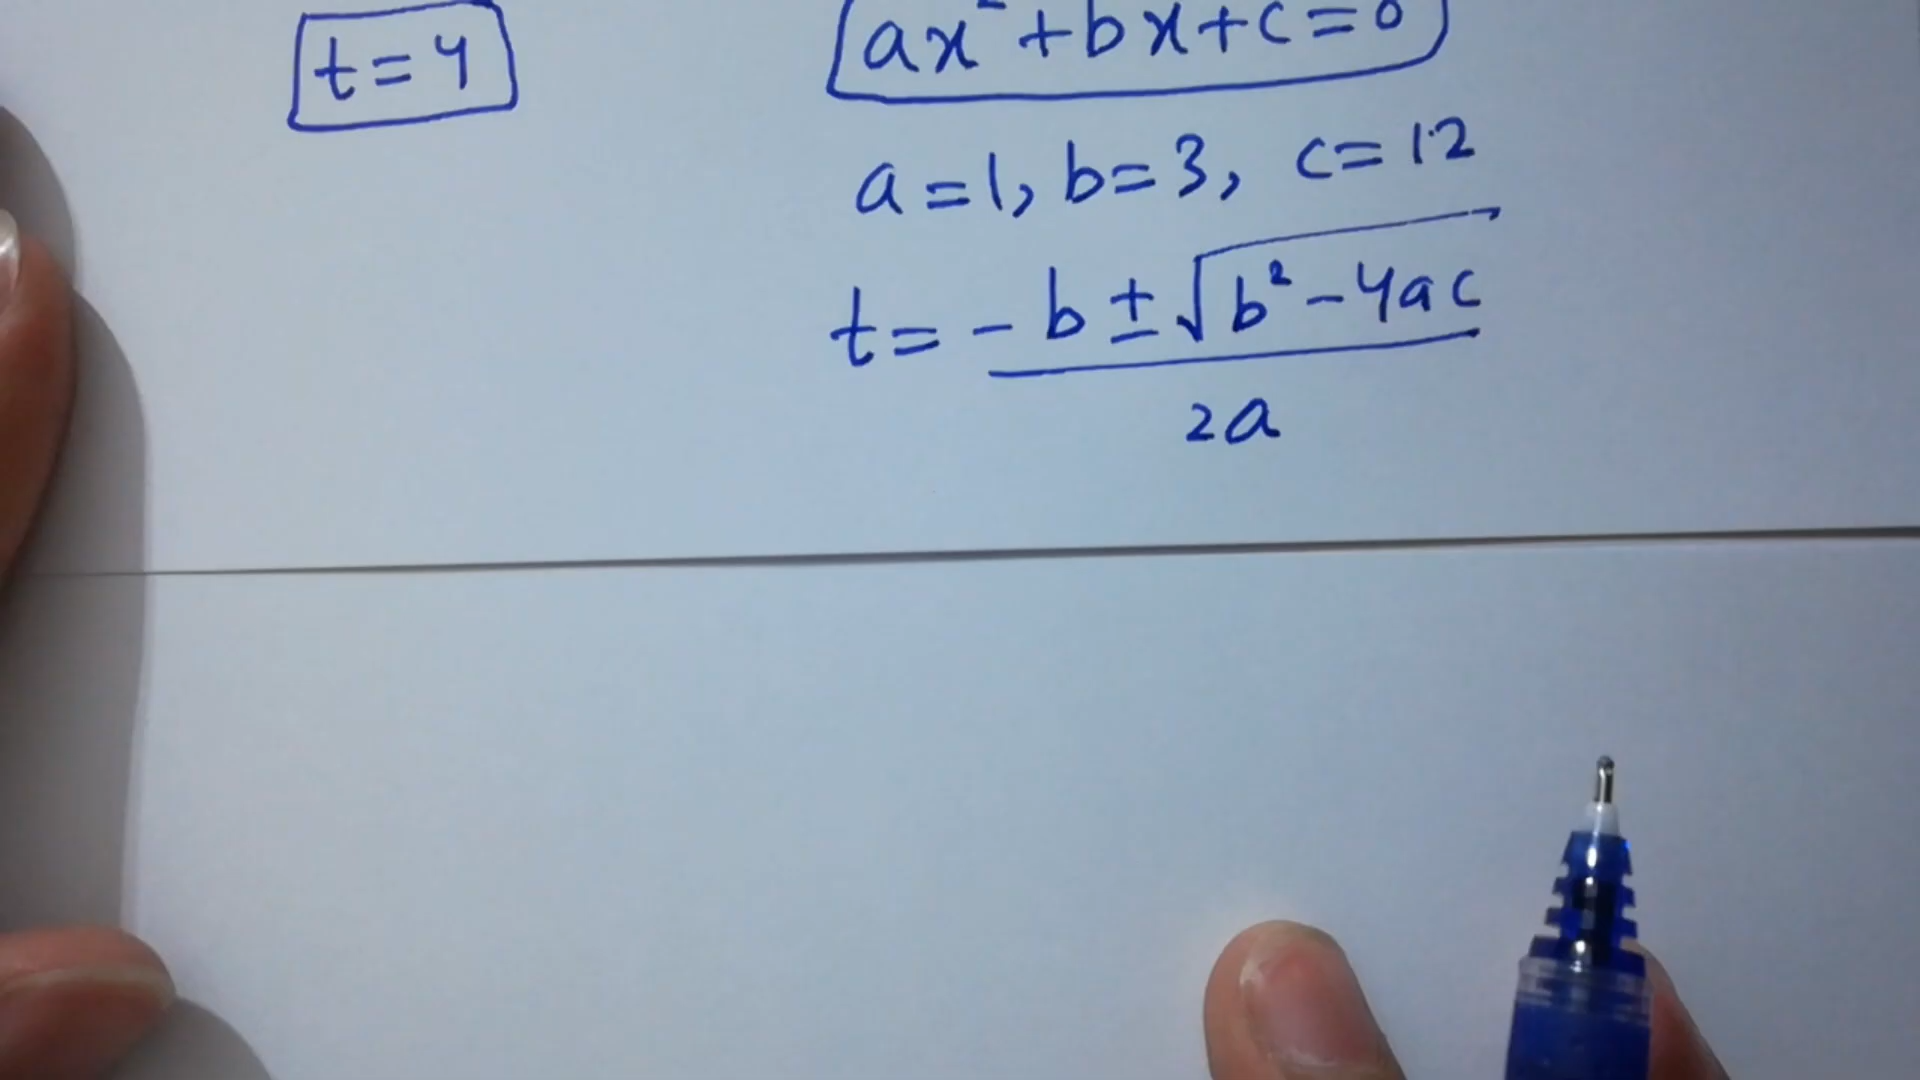 t=4
ax²+bx+c=0
a=1, b=3, c=12
t= -b±√b²-4ac
2a